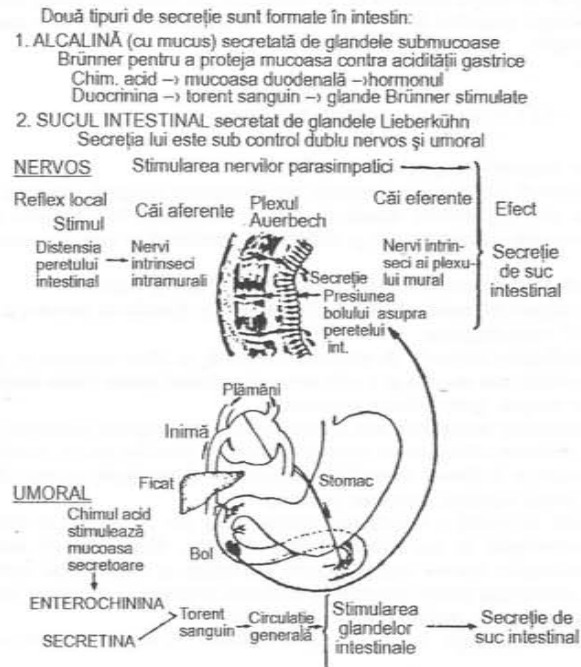 Două tipuri de secreție sunt formate în intestin:
1. ALCALINĂ (cu mucus) secretată de glandele submucoase
Brünner pentru a proteja mucoasa contra acidității gastrice
Chim. acid –› mucoasa duodenală –›hormonul
Duocrinina –› torent sanguin –› glande Brünner stimulate
2. SUCUL INTESTINAL secretat de glandele Lieberkühn
Secreția lui este sub control dublu nervos și umoral
NERVOS
Stimularea nervilor parasimpatici
Reflex local
Stimul
Căi aferente
Plexul
Auerbech
Căi eferente
Efect
Distensia
peretului
intestinal
Nervi
intrinseci
intramurali
Secreție
Presiunea
bolului asupra
peretelui
int.
Nervi intrin-
seci ai plexu-
lui mural
Secreție
de suc
intestinal
Plămâni
Inimă
Ficat
Stomac
Bol
UMORAL
Chimul acid
stimulează
mucoasa
secretoare
ENTEROCHININA
SECRETINA
Torent
sanguin
Circulație
generală
Stimularea
glandelor
intestinale
Secreție de
suc intestinal